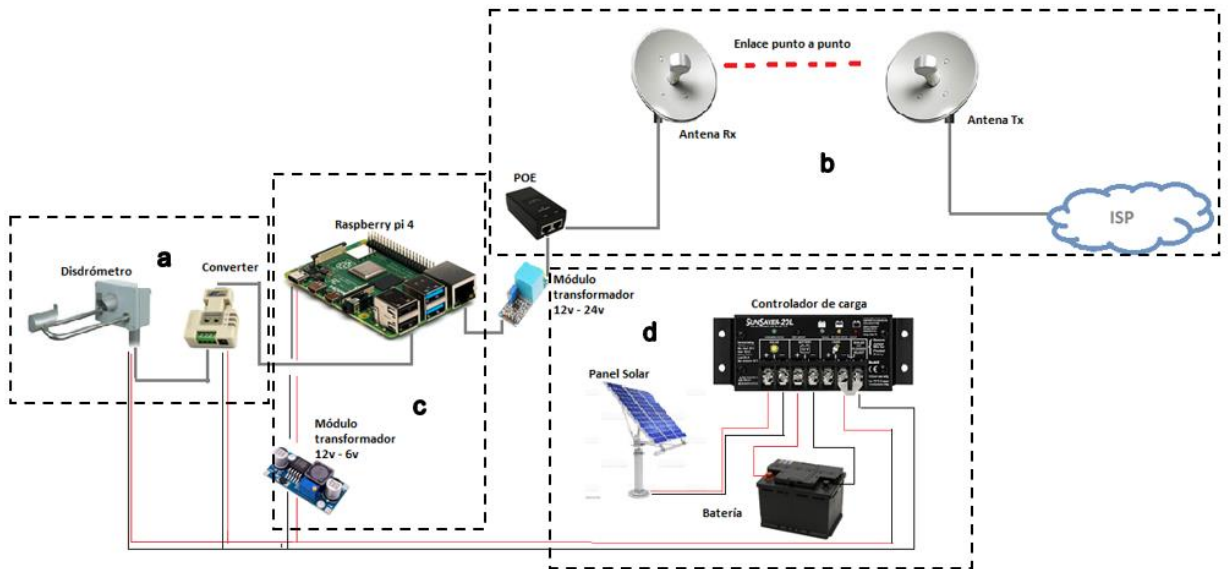 Enlace punto a punto
Antena Rx
Antena Tx
b
POE
ISP
Raspberry pi 4
a
Disdrómetro
Converter
Módulo
transformador
12v - 24v
Controlador de carga
SUNSAVER-20L
d
Panel Solar
c
Módulo
transformador
12v - 6v
Batería